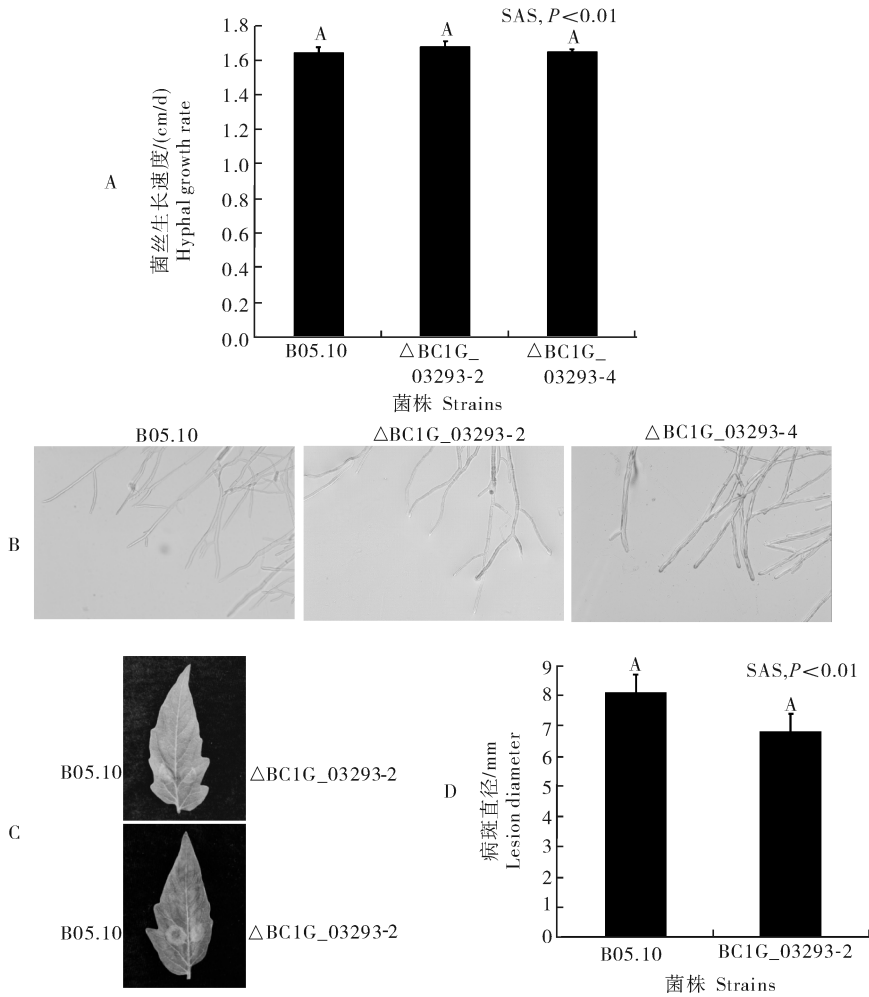 A
菌丝生长速度/(cm/d)
Hyphal growth rate
1.8
1.6
1.4
1.2
1.0
0.8
0.6
0.4
0.2
0.0
SAS, P<0.01
A
A
A
B05.10
△BC1G_
03293-2
△BC1G_
03293-4
菌株 Strains
B
B05.10
△BC1G_03293-2
△BC1G_03293-4
C
B05.10
△BC1G_03293-2
B05.10
△BC1G_03293-2
D
病斑直径/mm
Lesion diameter
9
8
7
6
5
4
3
2
1
0
SAS,P<0.01
A
A
B05.10
BC1G_03293-2
菌株 Strains